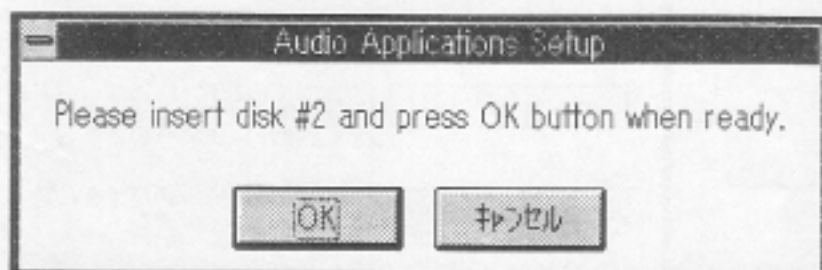 Audio Applications Setup
Please insert disk #2 and press OK button when ready.
OK
キャンセル